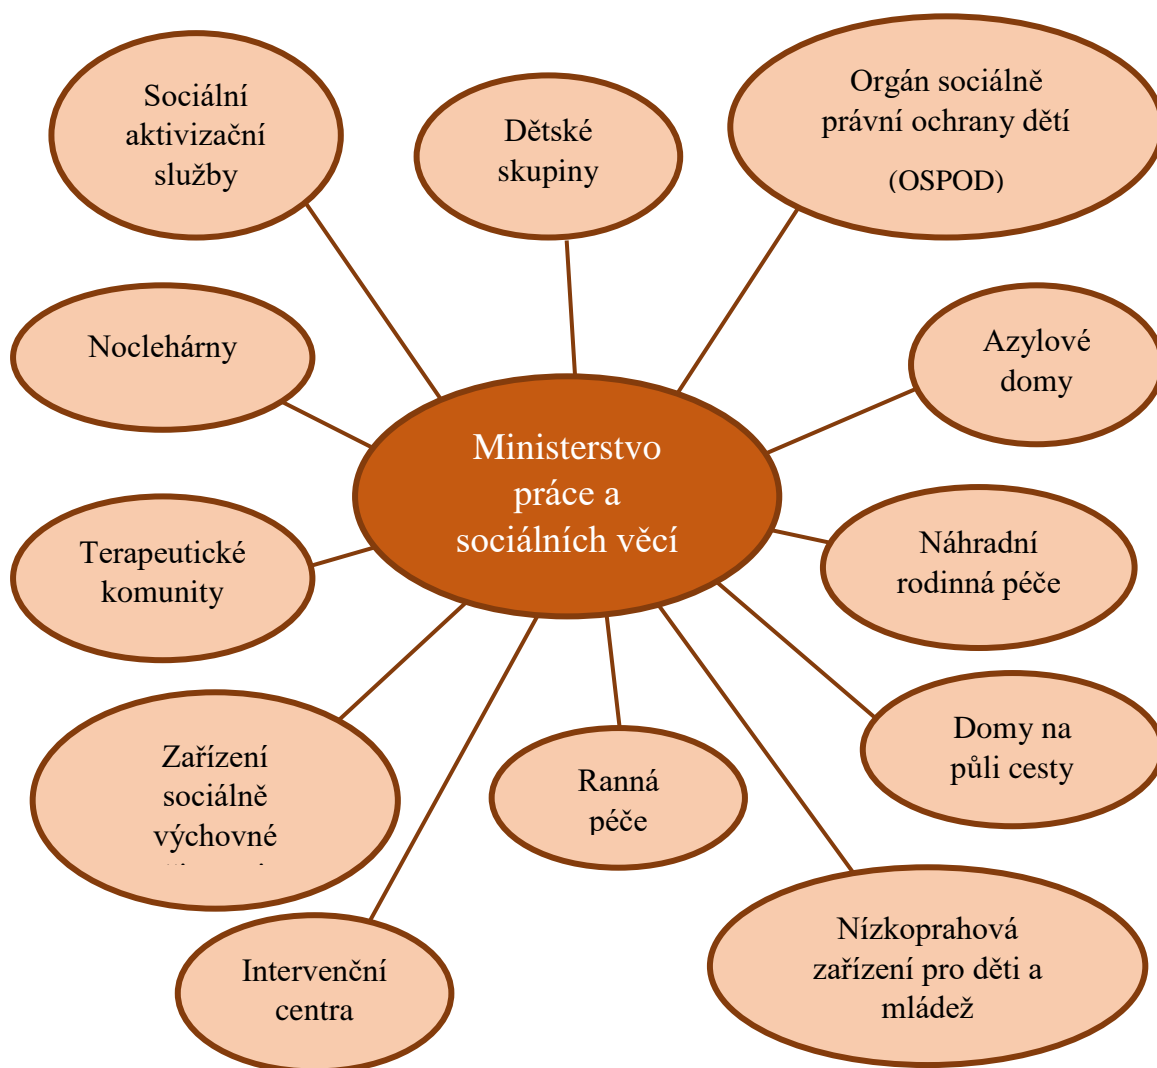 Sociální
aktivizační
služby
Dětské
skupiny
Orgán sociálně
právní ochrany dětí
(OSPOD)
Noclehárny
Azylové
domy
Ministerstvo
práce a
sociálních věcí
Terapeutické
komunity
Náhradní
rodinná péče
Zařízení
sociálně
výchovné
Ranná
péče
Domy na
půli cesty
Intervenční
centra
Nízkoprahová
zařízení pro děti a
mládež